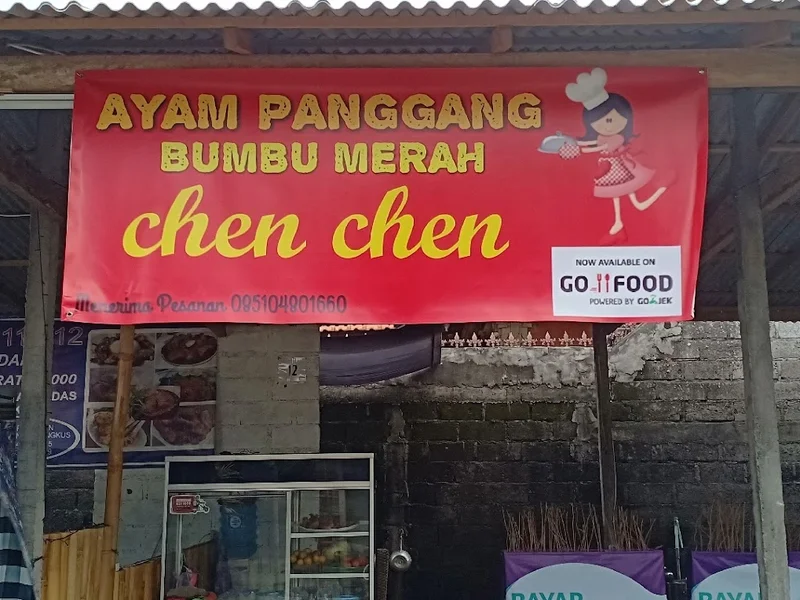 AYAM PANGGANG
BUMBU MERAH
chen chen
NOW AVAILABLE ON
GO FOOD
POWERED BY GOJEK
Menerima Pesanan 085104801660
12
BAYAR